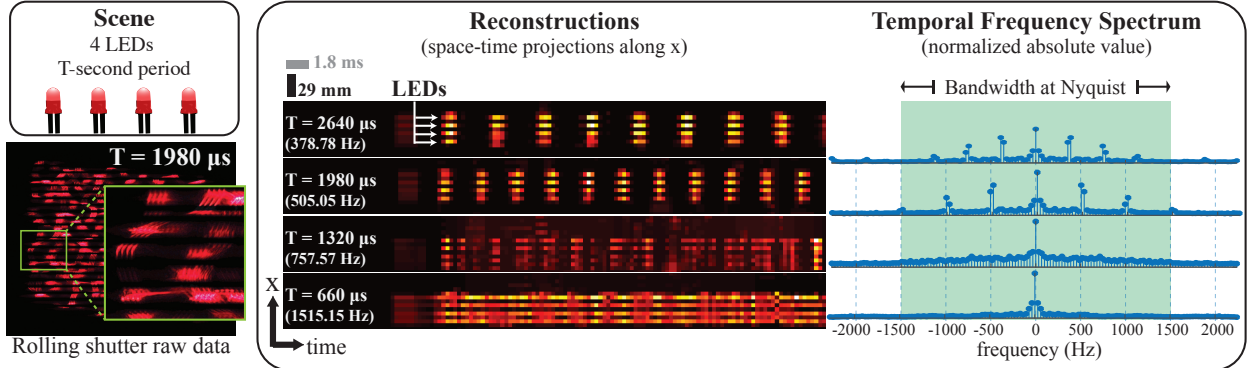 Scene
4 LEDs
T-second period
T = 1980 μs
Rolling shutter raw data
Reconstructions
(space-time projections along x)
1.8 ms
29 mm
LEDs
T = 2640 μs
(378.78 Hz)
T = 1980 μs
(505.05 Hz)
T = 1320 μs
(757.57 Hz)
T = 660 μs
(1515.15 Hz)
x
time
Temporal Frequency Spectrum
(normalized absolute value)
Bandwidth at Nyquist
-2000 -1500 -1000 -500 0 500 1000 1500 2000
frequency (Hz)